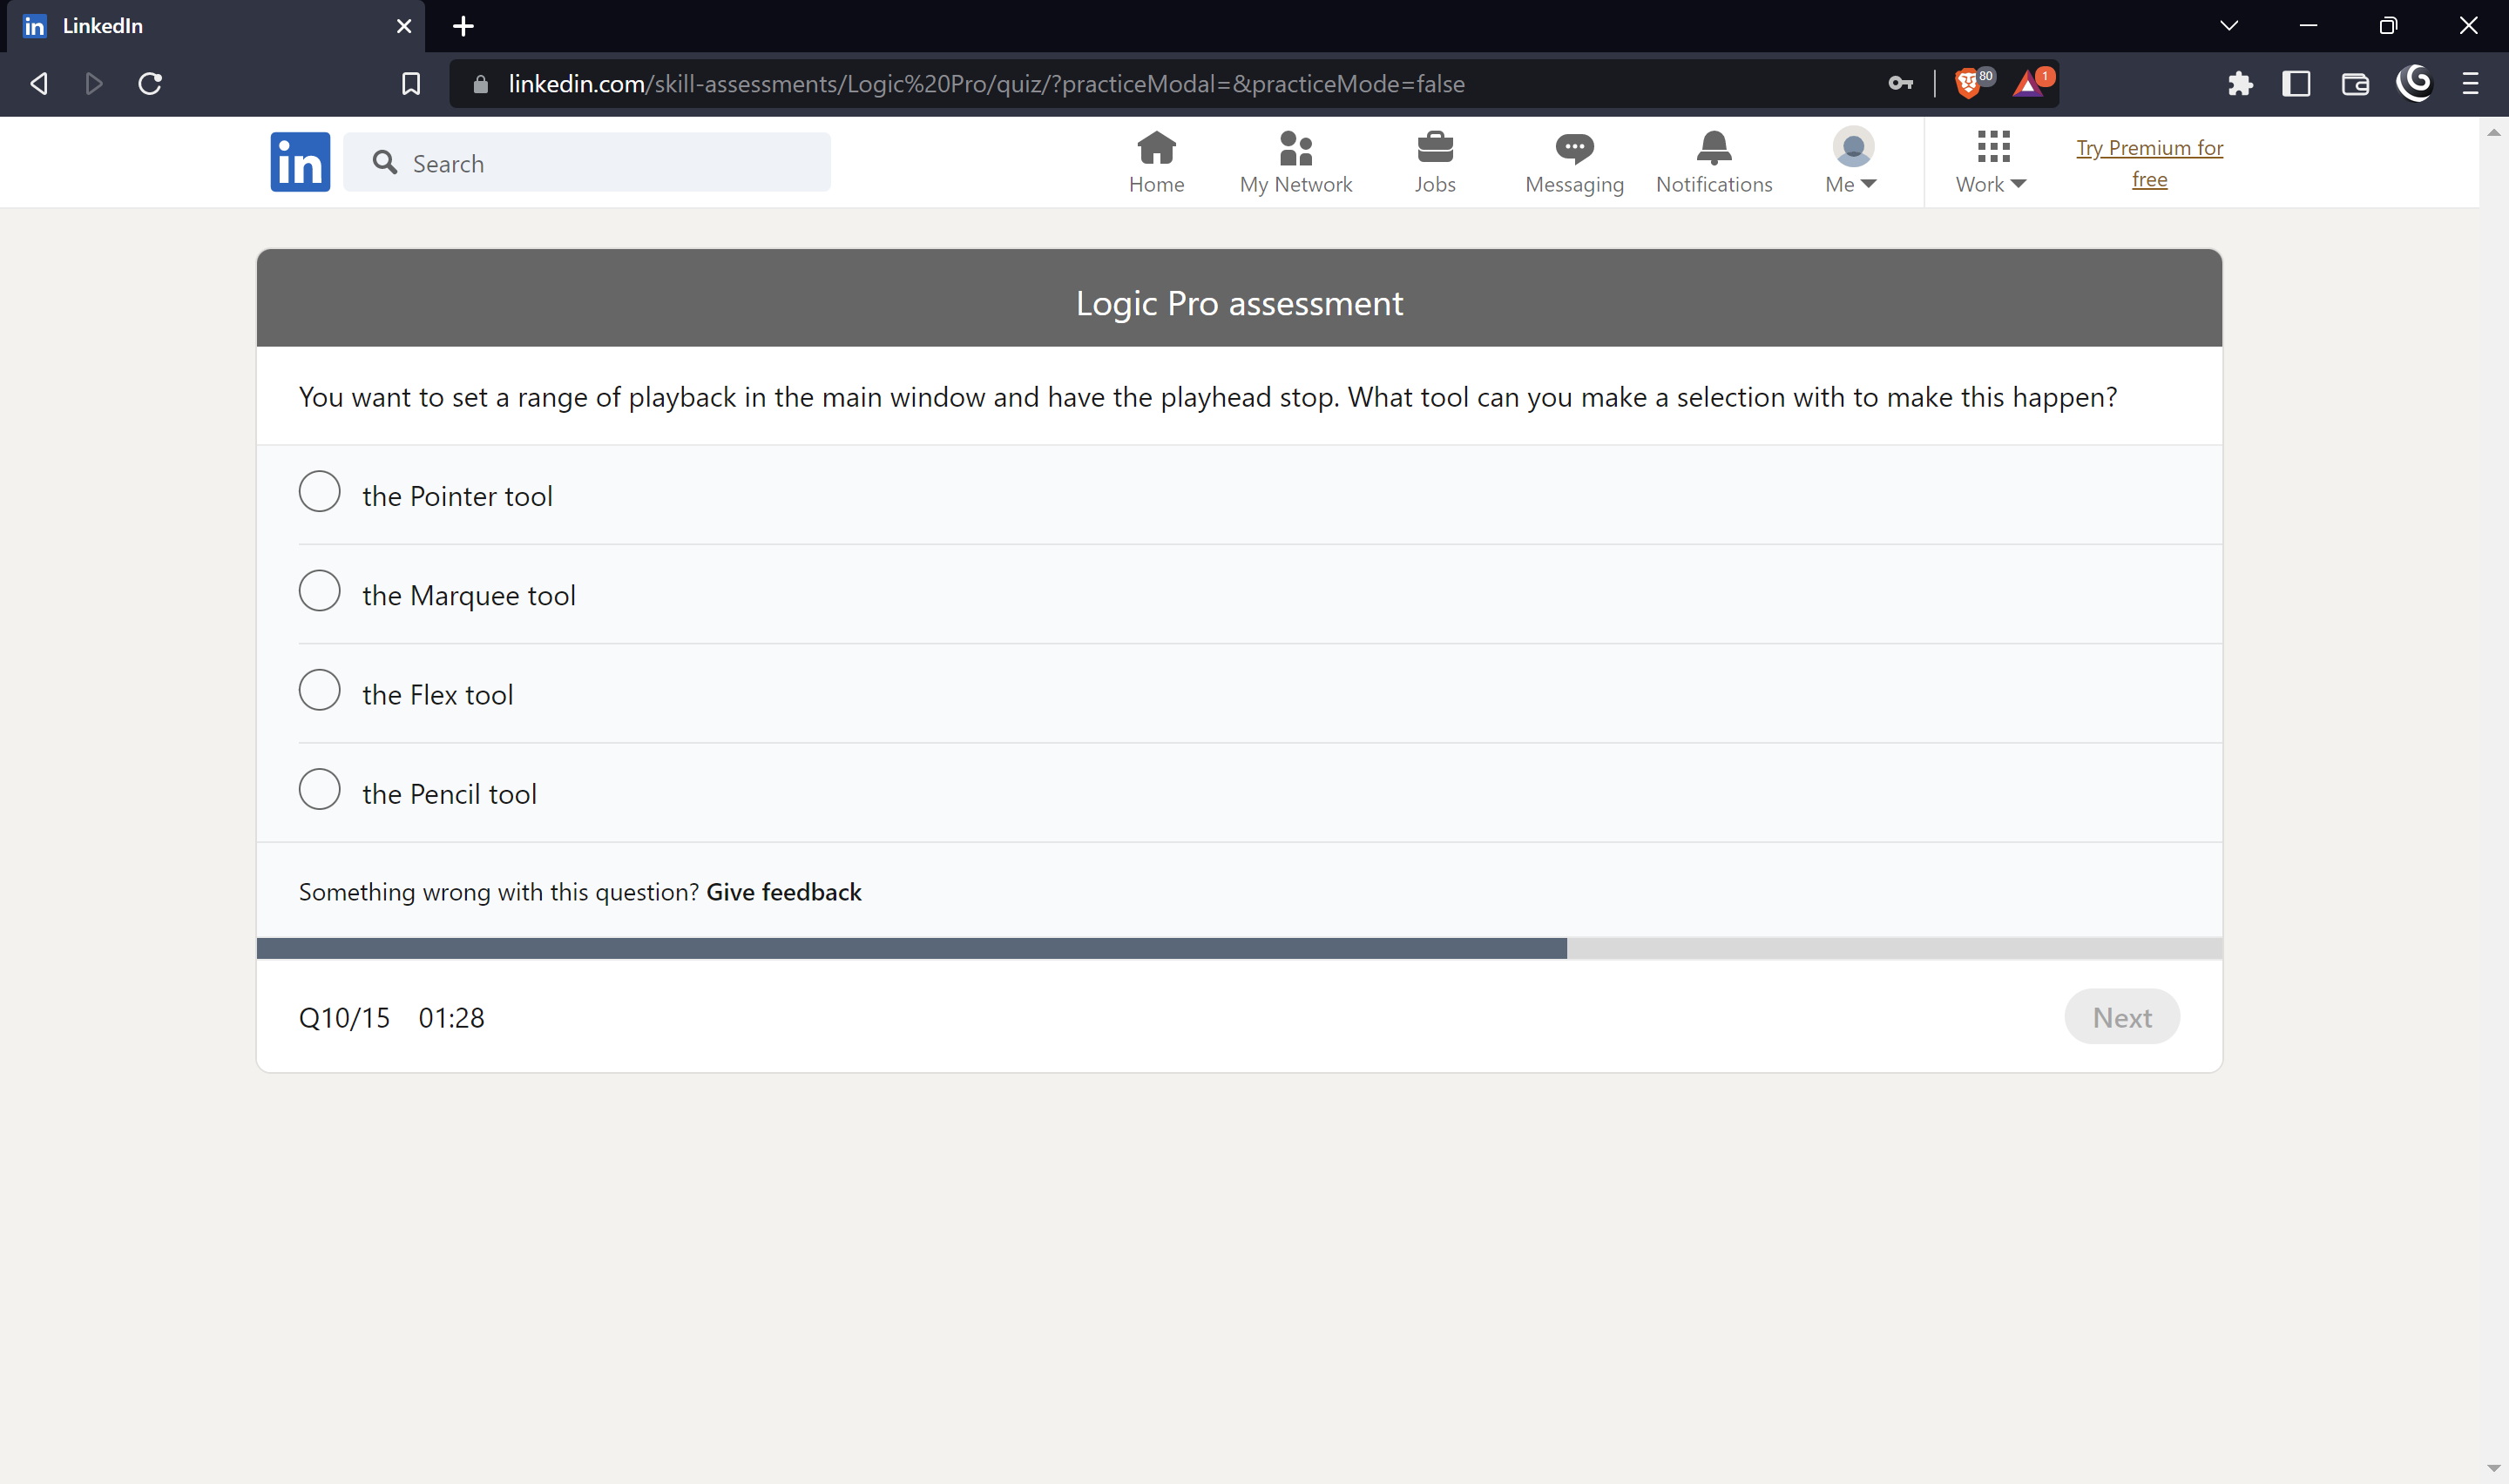 LinkedIn
linkedin.com/skill-assessments/Logic%20Pro/quiz/?practiceModal=&practiceMode=false
80
1
in
Search
Home
My Network
Jobs
Messaging
Notifications
Me
Work
Try Premium for
free
Logic Pro assessment
You want to set a range of playback in the main window and have the playhead stop. What tool can you make a selection with to make this happen?
the Pointer tool
the Marquee tool
the Flex tool
the Pencil tool
Something wrong with this question? Give feedback
Q10/15 01:28
Next